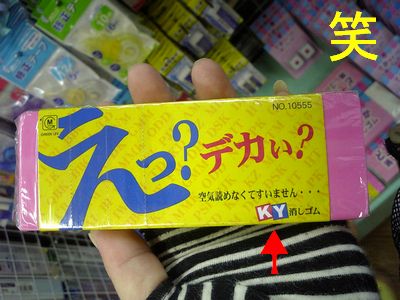 笑
NO.10555
えっ?
デカい?
空気読めなくてすいません・・・
KY消しゴム